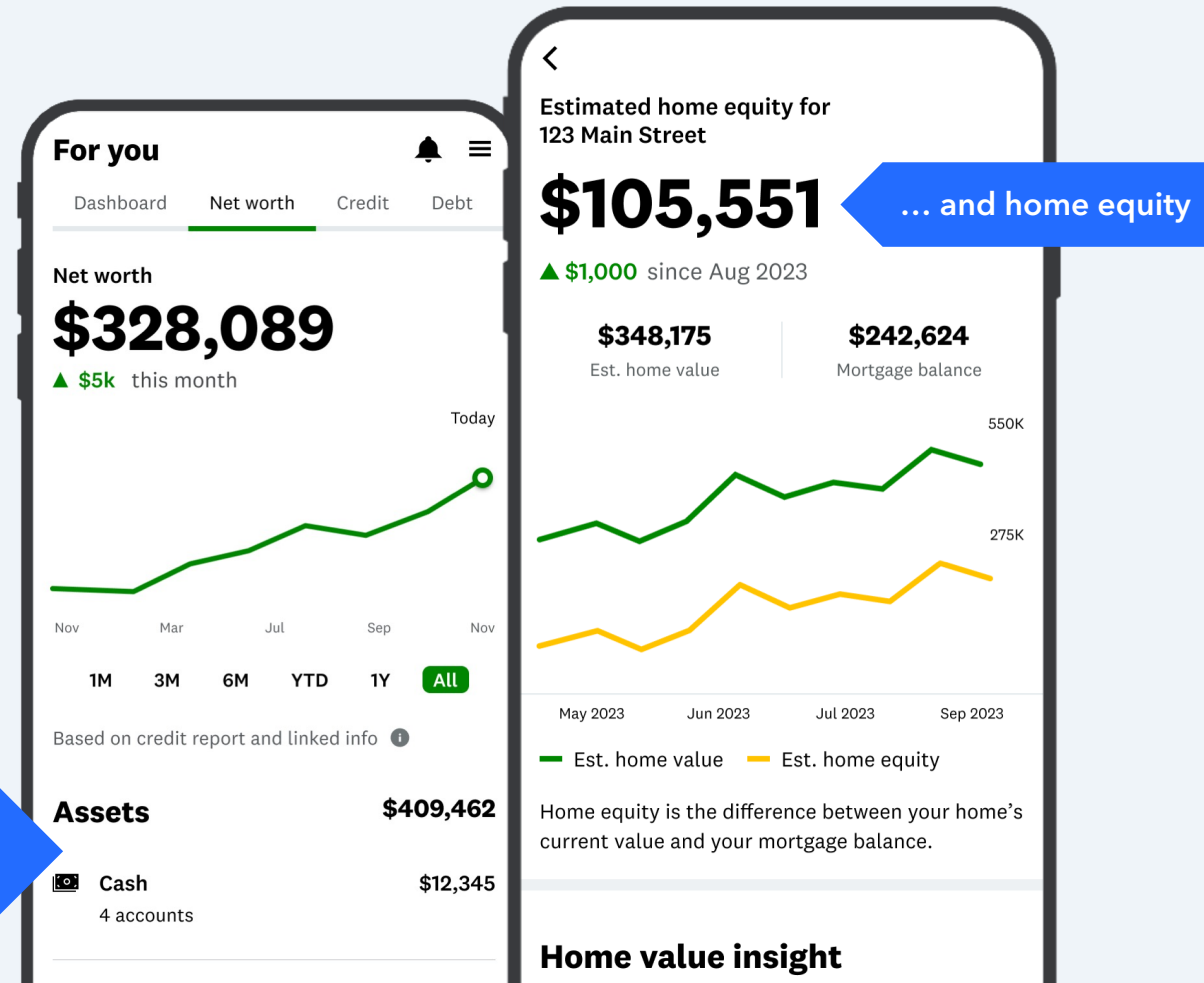 For you
Dashboard Net worth Credit Debt
Net worth
$328,089
▲ $5k this month
Today
Nov Mar Jul Sep Nov
1M 3M 6M YTD 1Y All
Based on credit report and linked info i
Assets $409,462
Cash $12,345
4 accounts
Estimated home equity for
123 Main Street
$105,551
... and home equity
▲ $1,000 since Aug 2023
$348,175 $242,624
Est. home value Mortgage balance
550K
275K
May 2023 Jun 2023 Jul 2023 Sep 2023
Est. home value Est. home equity
Home equity is the difference between your home’s
current value and your mortgage balance.
Home value insight